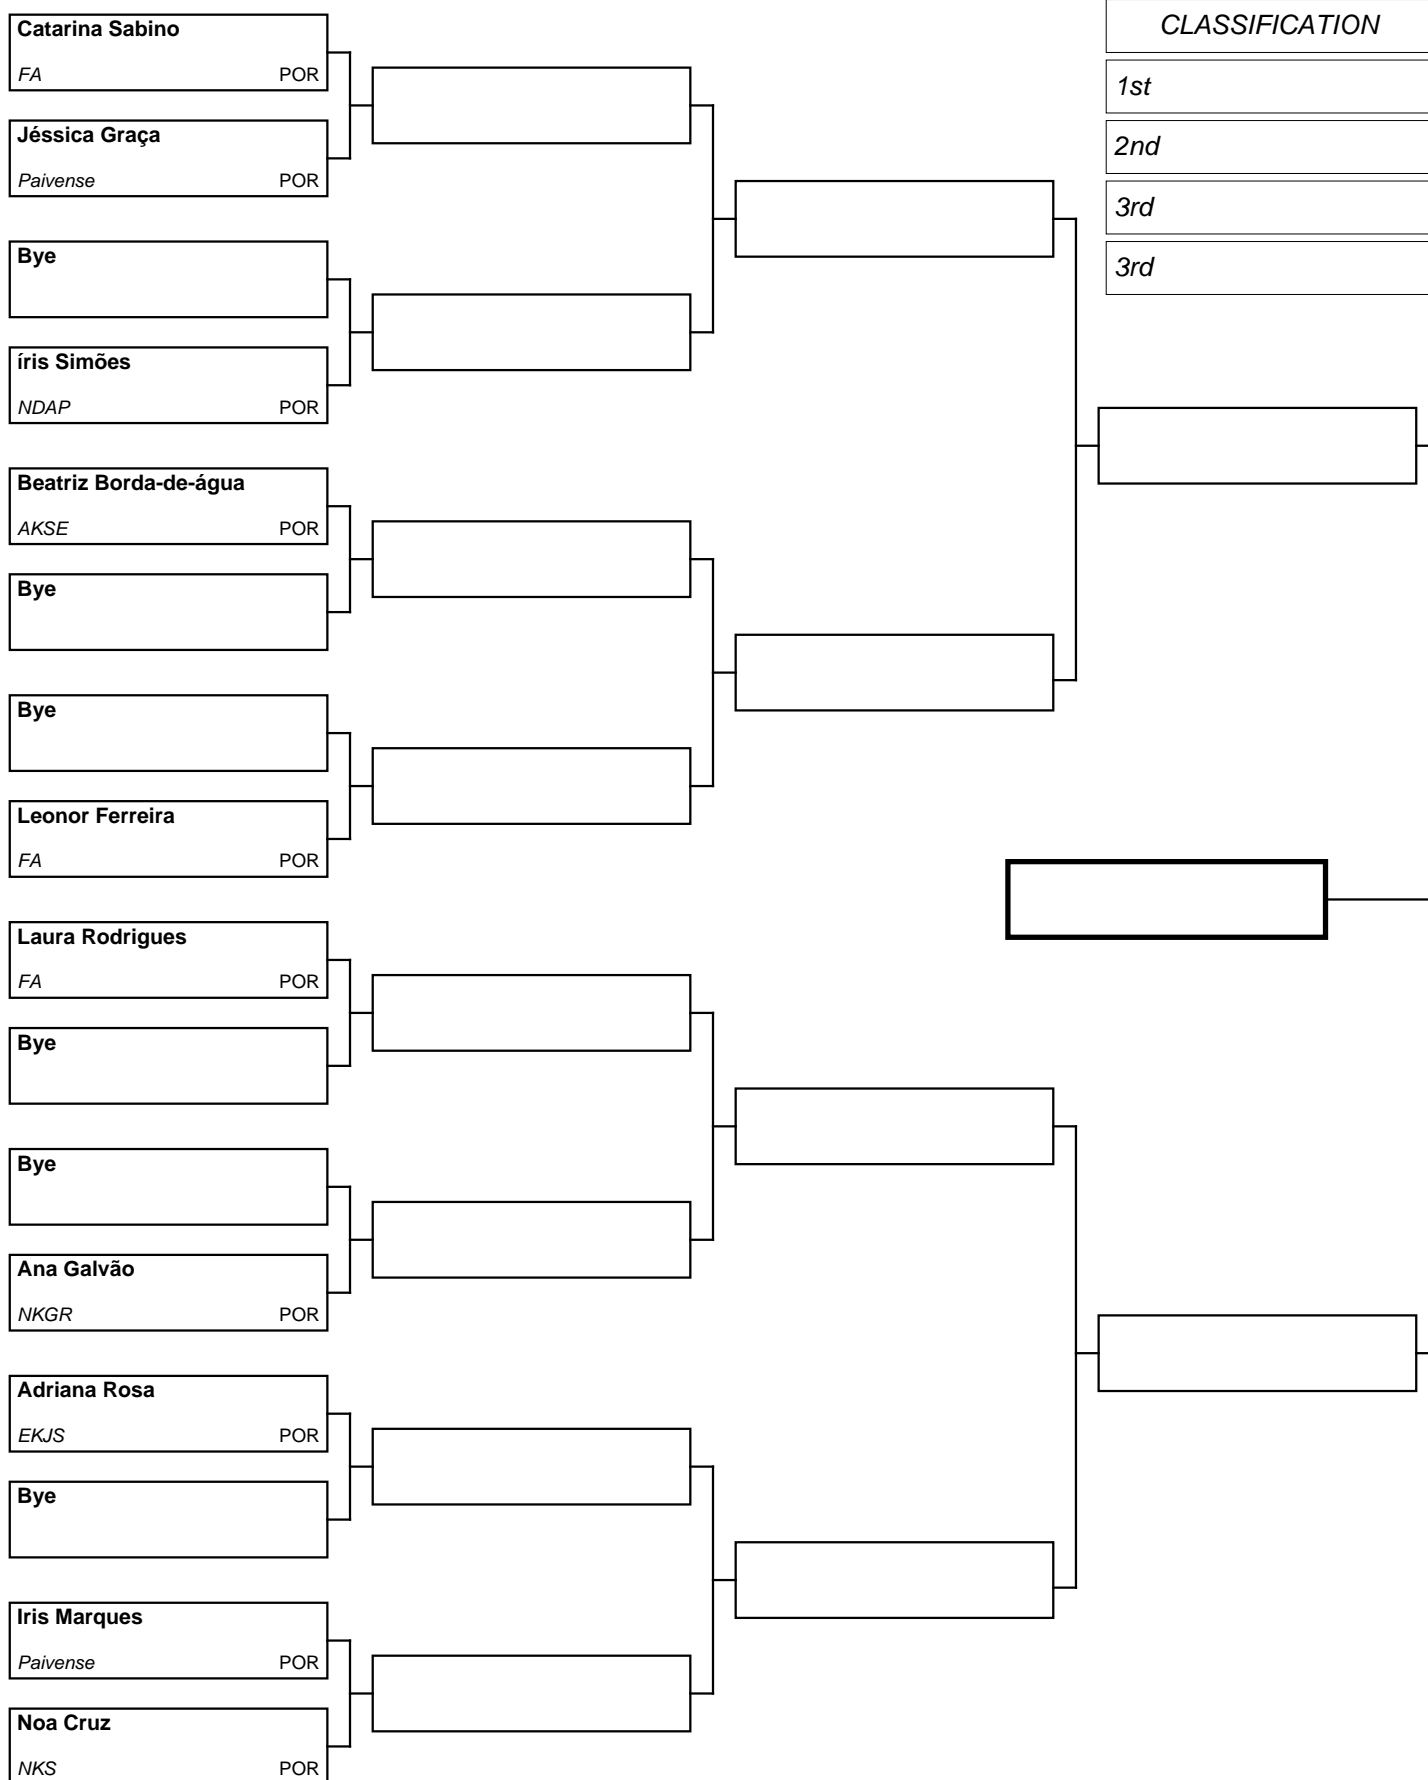 CLASSIFICATION
1st
2nd
3rd
3rd
Catarina Sabino
FA POR
Jéssica Graça
Paivense POR
Bye
íris Simões
NDAP POR
Beatriz Borda-de-água
AKSE POR
Bye
Bye
Leonor Ferreira
FA POR
Laura Rodrigues
FA POR
Bye
Bye
Ana Galvão
NKGR POR
Adriana Rosa
EKJS POR
Bye
Iris Marques
Paivense POR
Noa Cruz
NKS POR